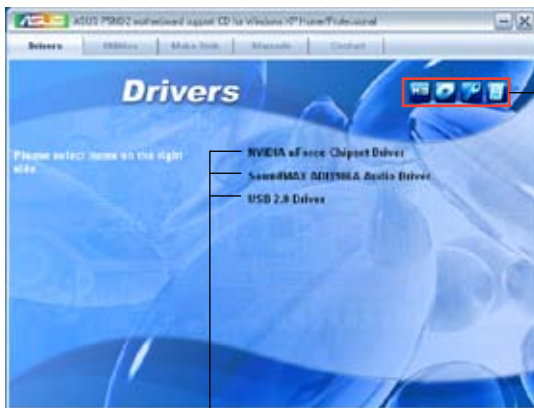 ASUS P5ND2 motherboard support CD for Windows XP Home/Professional
Drivers Utilities Make Disk Manuals Contact
Drivers
Please select items on the right
side.
NVIDIA nForce Chipset Driver
SoundMAX ADI1986A Audio Driver
USB 2.0 Driver